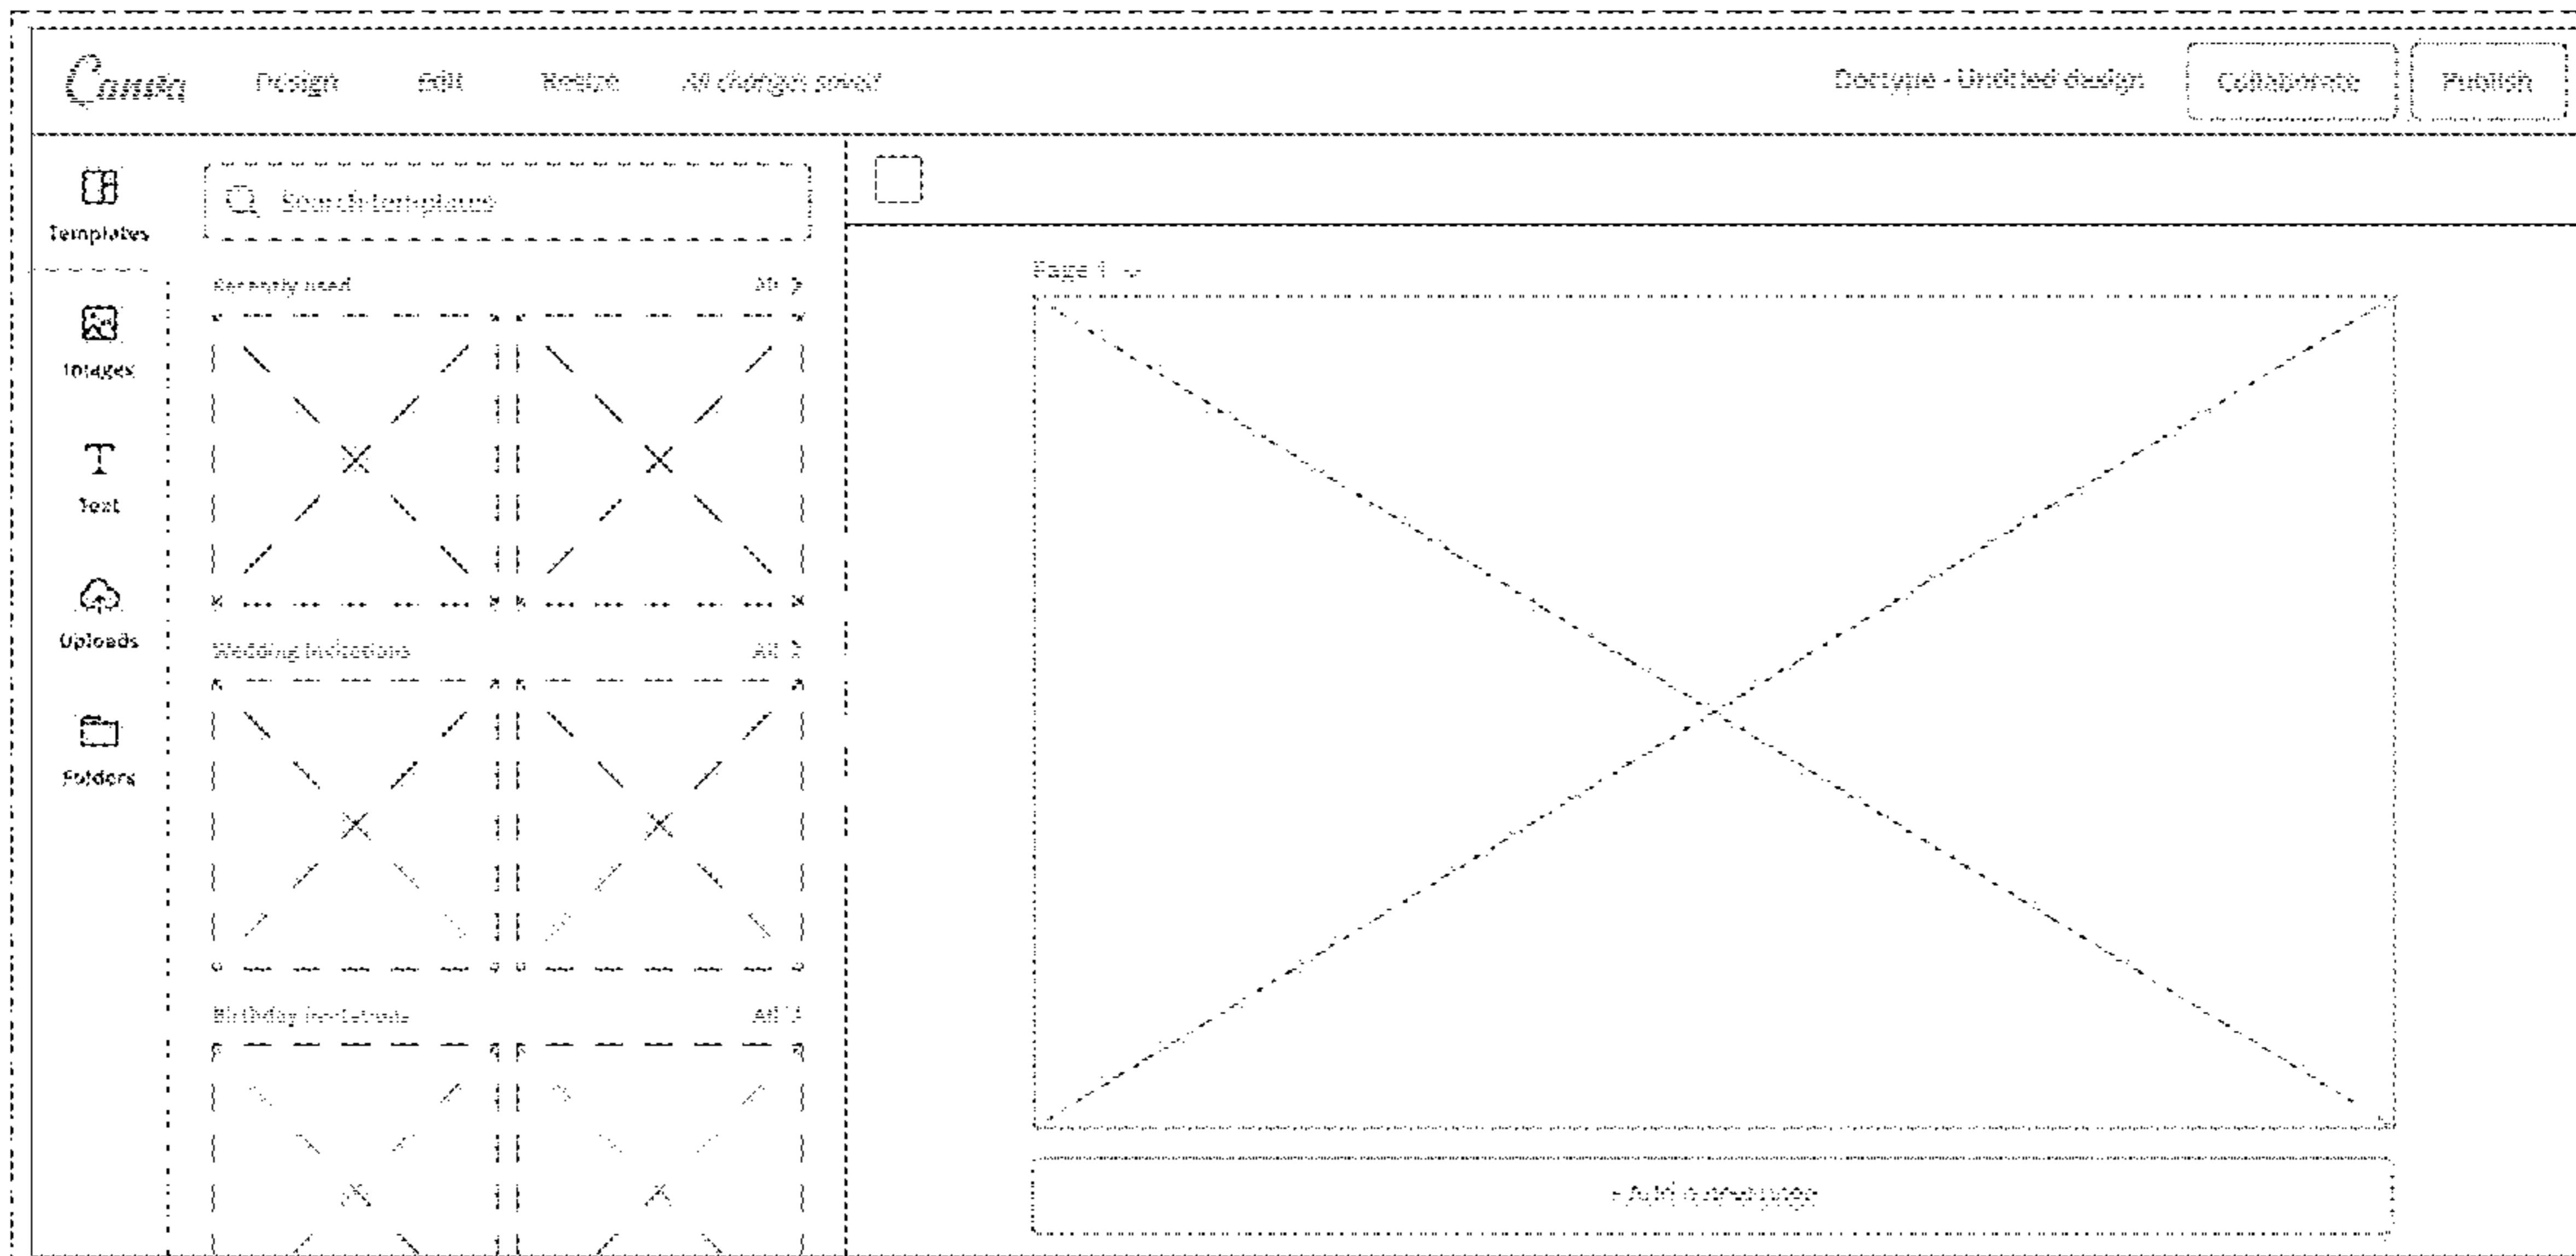 Canva Design Edit Resize All changes saved Doctype - Untitled design Collaborate Publish
Templates
Search templates
Recently used All
Page 1
Images
Text
Uploads
Wedding Invitations All
Folders
Birthday Invitations All
+ Add a new page